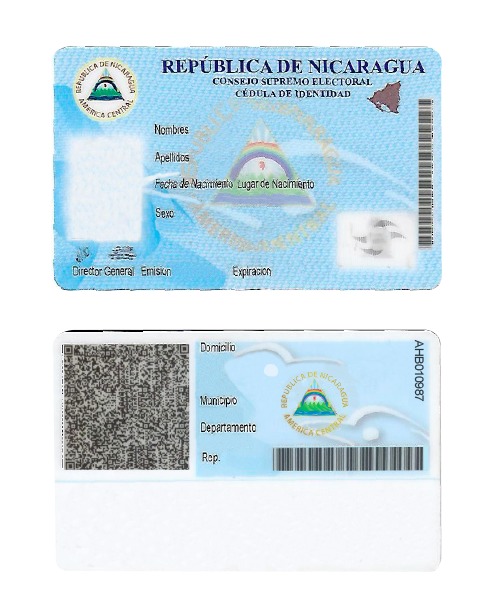 REPÚBLICA DE NICARAGUA
CONSEJO SUPREMO ELECTORAL
CÉDULA DE IDENTIDAD
REPUBLICA DE NICARAGUA
AMERICA CENTRAL
Nombres
Apellidos
Fecha de Nacimiento Lugar de Nacimiento
Sexo
Director General Emision Expiracion
Domicilio
AHB010987
REPUBLICA DE NICARAGUA
AMERICA CENTRAL
Municipio
Departamento
Rep.